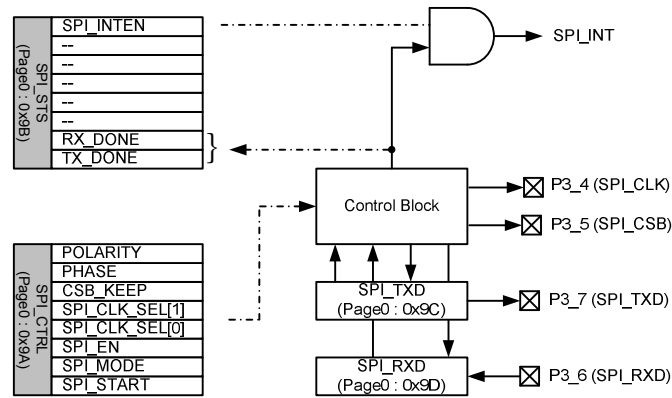 SPI_STS
(Page0 : 0x9B)
SPI_INTEN
--
--
--
--
--
RX_DONE
TX_DONE
}
SPI_INT
Control Block
P3_4 (SPI_CLK)
P3_5 (SPI_CSB)
SPI_CTRL
(Page0 : 0x9A)
POLARITY
PHASE
CSB_KEEP
SPI_CLK_SEL[1]
SPI_CLK_SEL[0]
SPI_EN
SPI_MODE
SPI_START
SPI_TXD
(Page0 : 0x9C)
P3_7 (SPI_TXD)
SPI_RXD
(Page0 : 0x9D)
P3_6 (SPI_RXD)